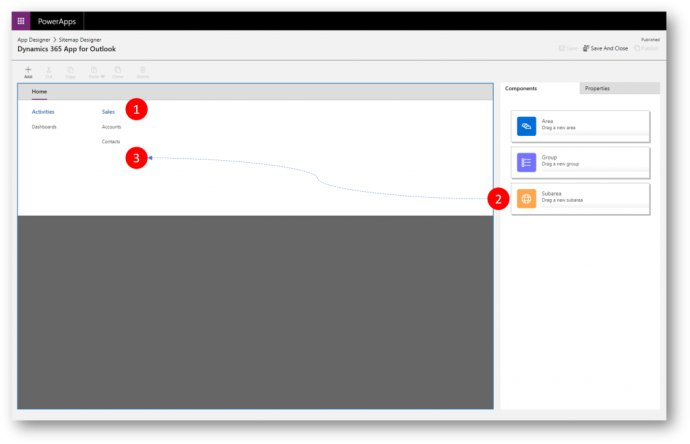 PowerApps
App Designer > Sitemap Designer
Dynamics 365 App for Outlook
Published
Save
Save And Close
Publish
Add
Cut
Copy
Paste
Clone
Delete
Home
Activities
Sales
1
Dashboards
Accounts
Contacts
3
2
Components
Properties
Area
Drag a new area
Group
Drag a new group
Subarea
Drag a new subarea